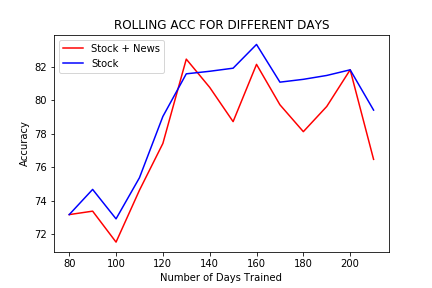 ROLLING ACC FOR DIFFERENT DAYS
Stock + News
Stock
Accuracy
82
80
78
76
74
72
80 100 120 140 160 180 200
Number of Days Trained